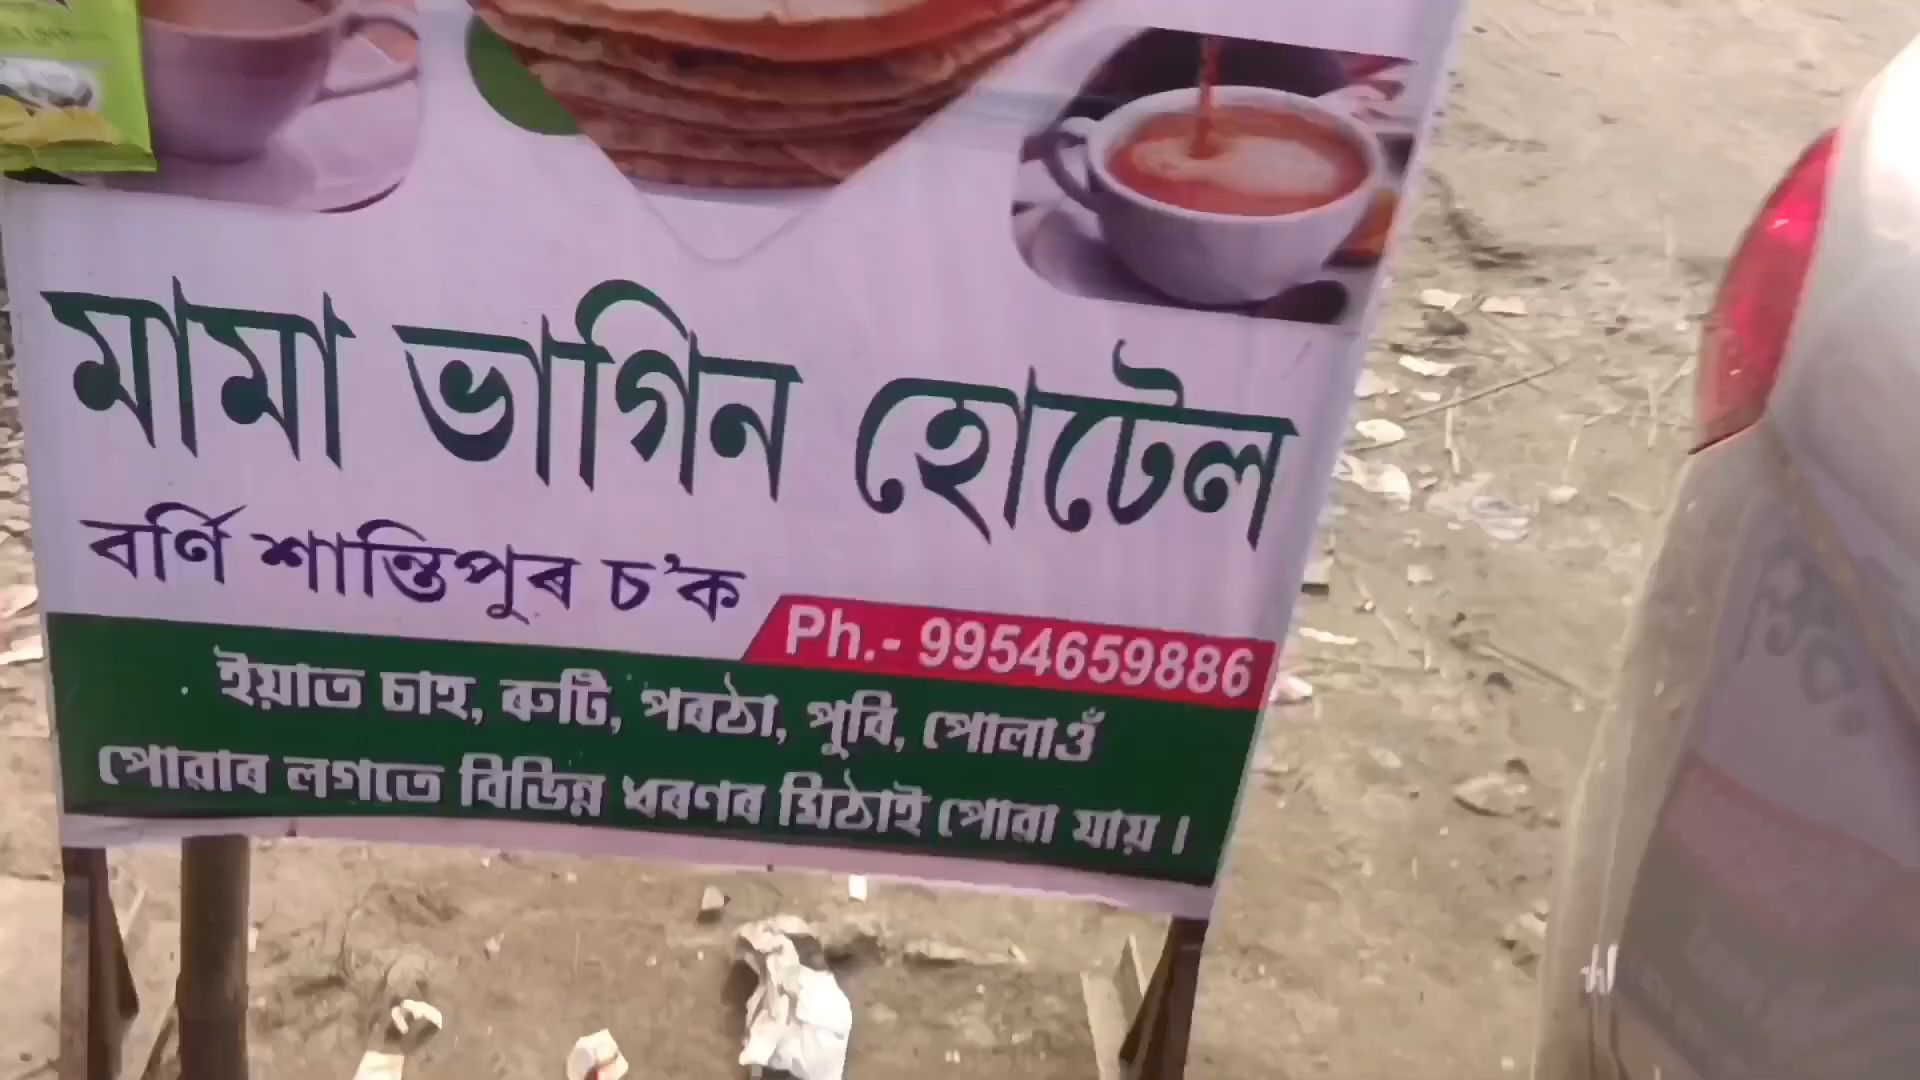 মামা ভাগিন হোটেল
বৰ্ণি শান্তিপুৰ চ'ক
Ph.- 9954659886
ইয়াত চাহ, ৰুটি, পৰঠা, পুৰি, পোলাওঁ
পোৱাৰ লগতে বিভিন্ন ধৰণৰ মিঠাই পোৱা যায়।